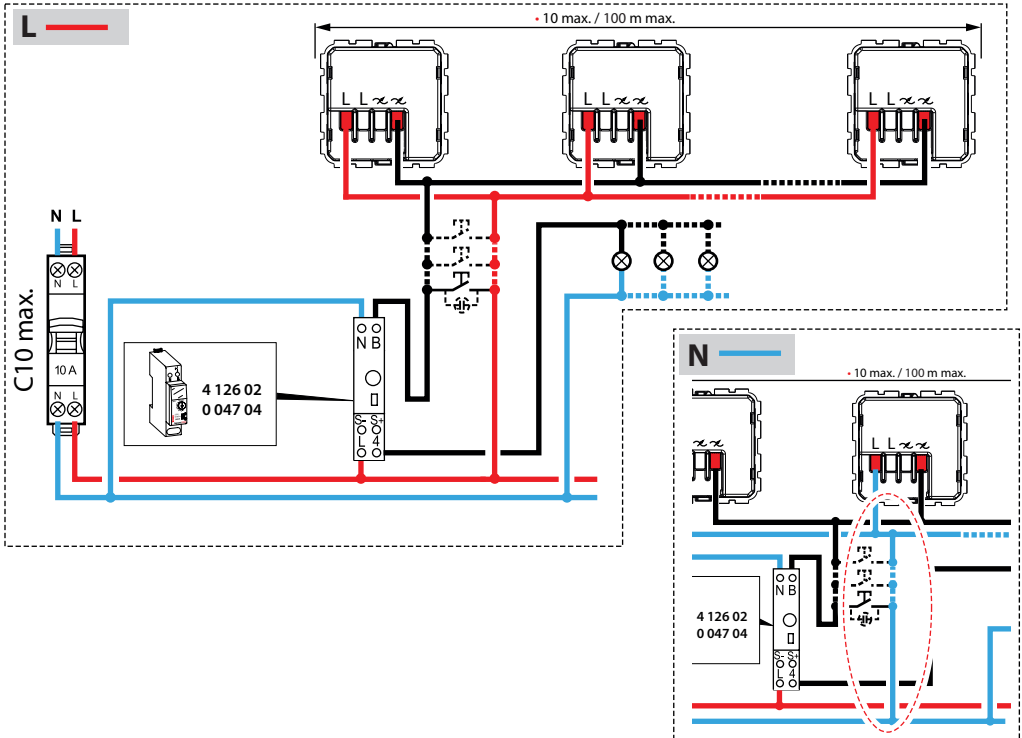 L
• 10 max. / 100 m max.
L L ≁ ≁
L L ≁ ≁
L L ≁ ≁
N L
N L
C10 max.
10 A
N L
N B
4 126 02
0 047 04
S- S+
L 4
N
• 10 max. / 100 m max.
≁ ≁
L L ≁ ≁
N B
4 126 02
0 047 04
S- S+
L 4